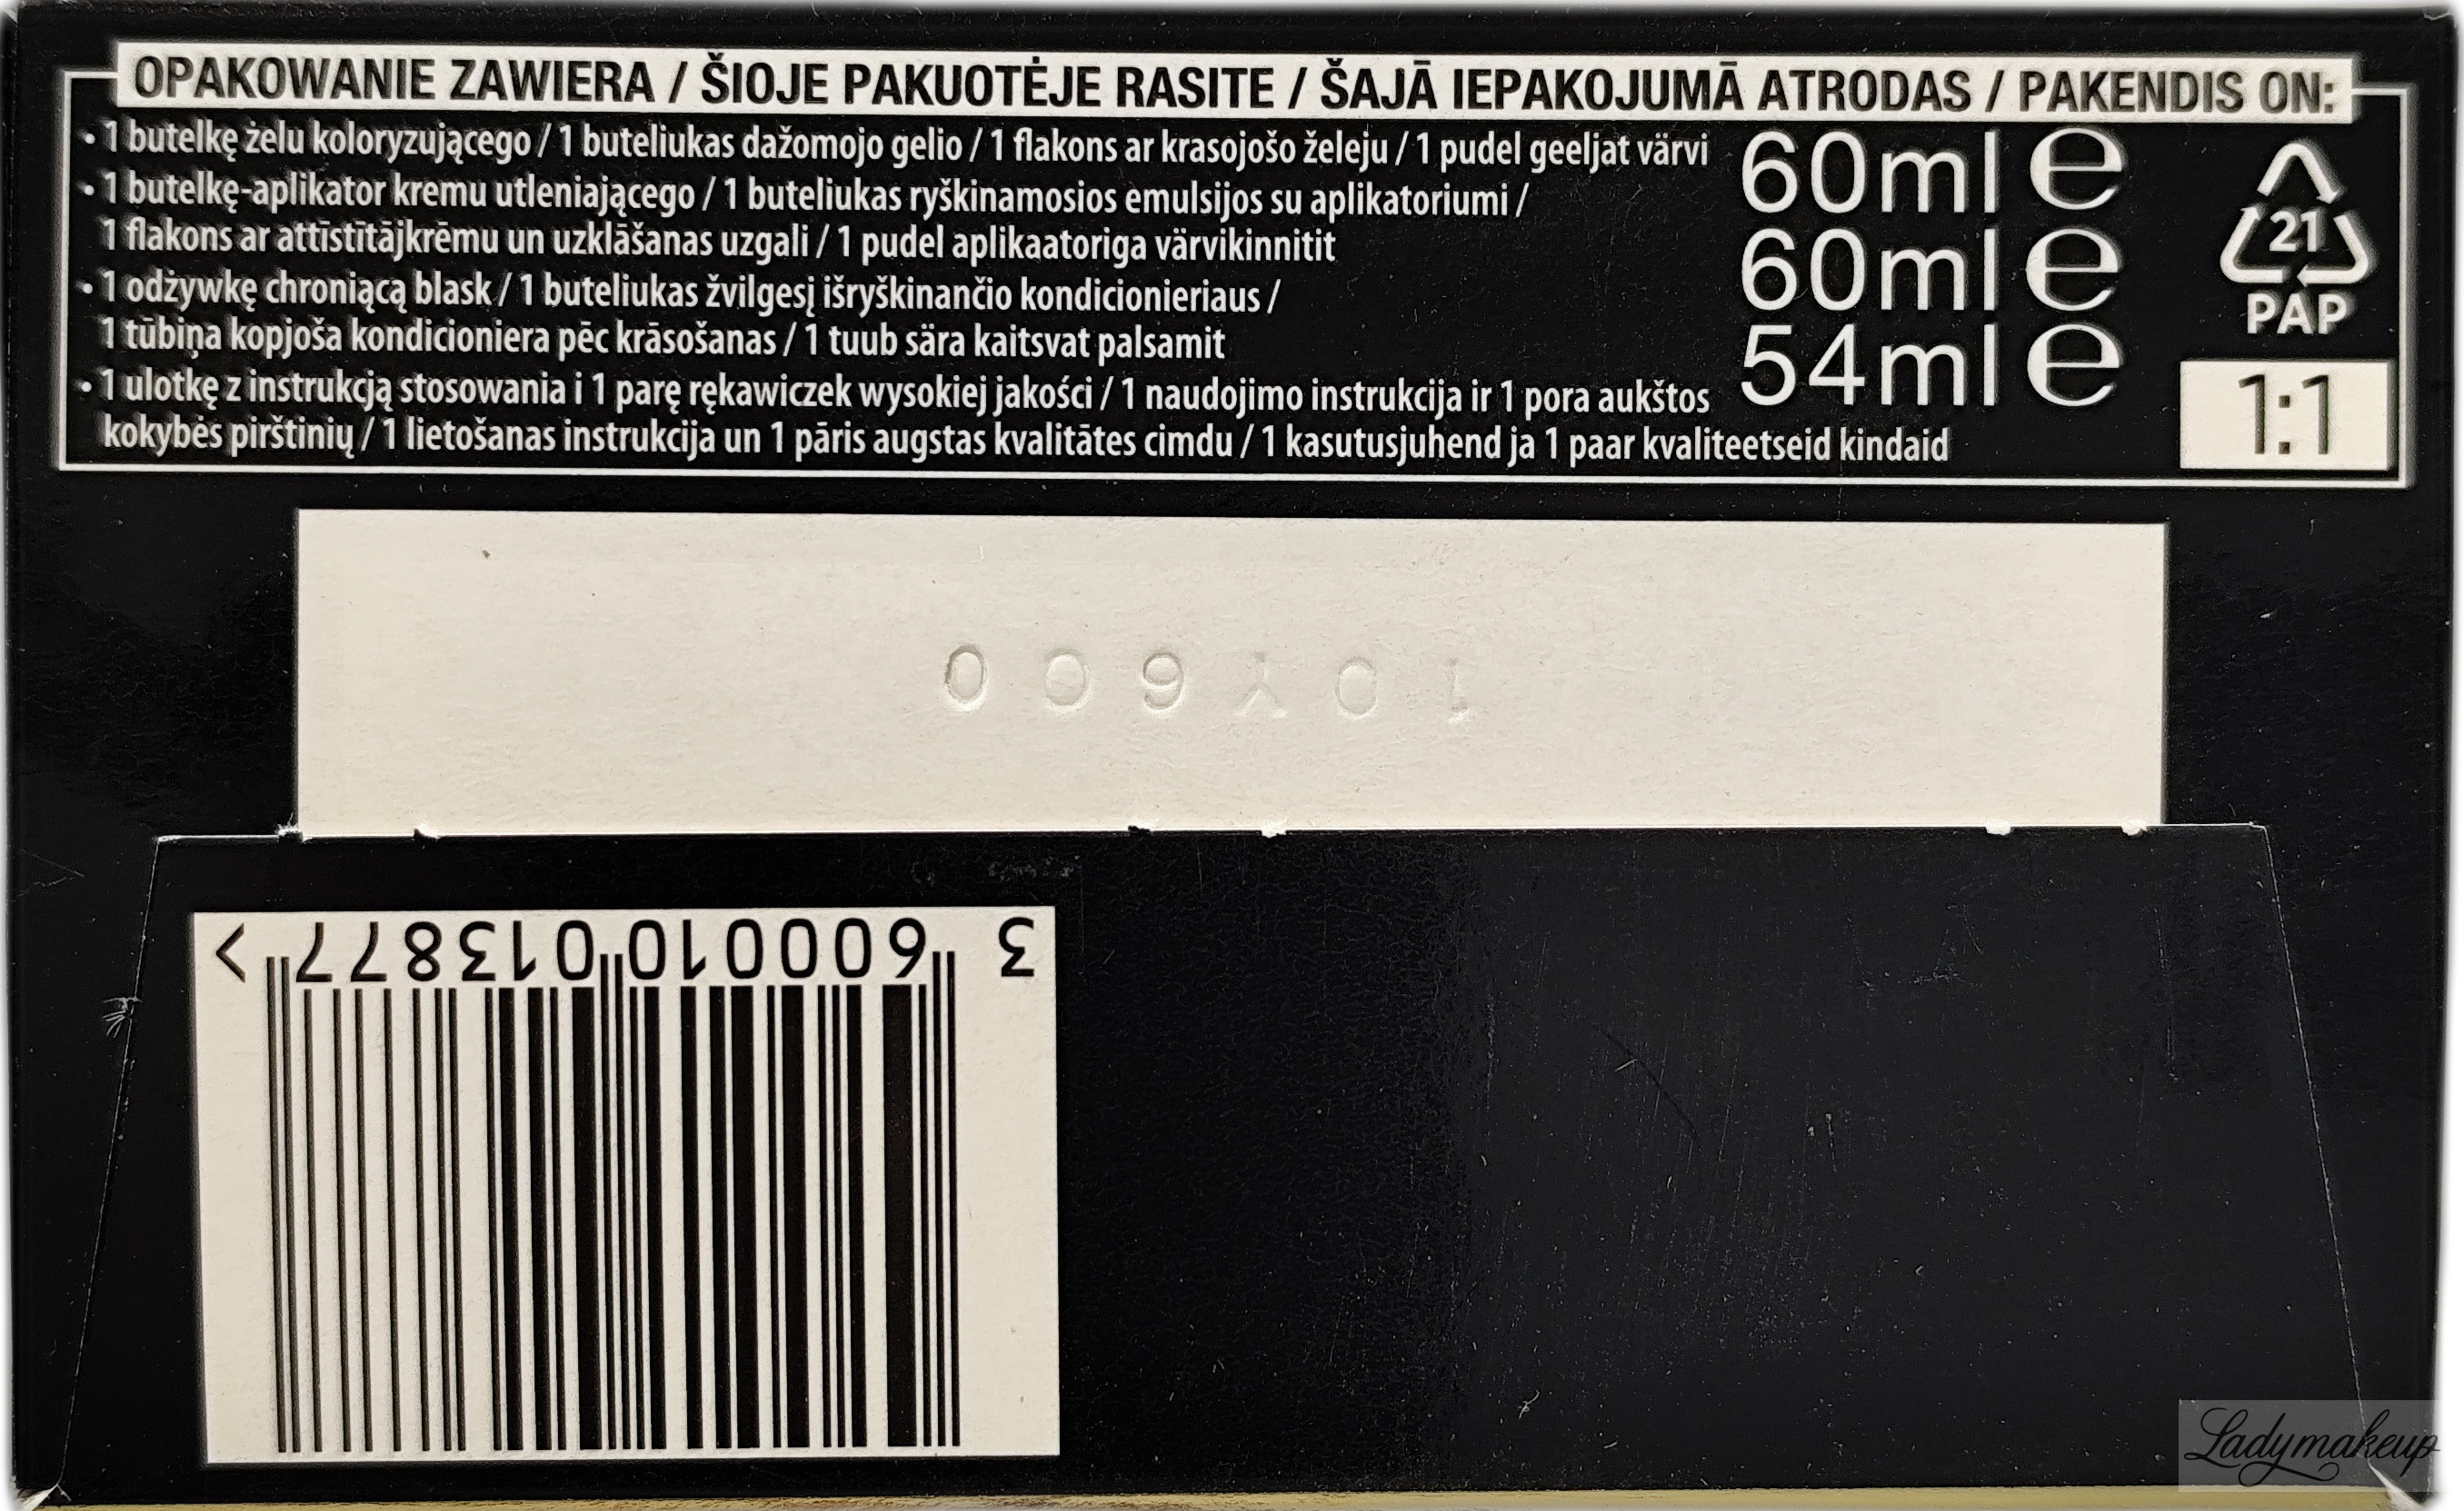 OPAKOWANIE ZAWIERA / ŠIOJE PAKUOTĖJE RASITE / ŠAJĀ IEPAKOJUMĀ ATRODAS / PAKENDIS ON:
• 1 butelkę żelu koloryzującego / 1 buteliukas dažomojo gelio / 1 flakons ar krasojošo želeju / 1 pudel geeljat värvi 60ml e
• 1 butelkę-aplikator kremu utleniającego / 1 buteliukas ryškinamosios emulsijos su aplikatoriumi /
1 flakons ar attīstītājkrēmu un uzklāšanas uzgali / 1 pudel aplikaatoriga värvikinnitit 60ml e
• 1 odżywkę chroniącą blask / 1 buteliukas žvilgesį išryškinančio kondicionieriaus /
1 tūbiņa kopjoša kondicioniera pēc krāsošanas / 1 tuub sära kaitsvat palsamit 54ml e
• 1 ulotkę z instrukcją stosowania i 1 parę rękawiczek wysokiej jakości / 1 naudojimo instrukcija ir 1 pora aukštos
kokybės pirštinių / 1 lietošanas instrukcija un 1 pāris augstas kvalitātes cimdu / 1 kasutusjuhend ja 1 paar kvaliteetseid kindaid
21
PAP
1:1
10Y600
3 600010 013877 >
Ladymakeup